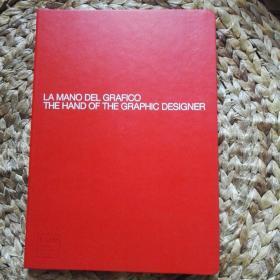 LA MANO DEL GRAFICO
THE HAND OF THE GRAPHIC DESIGNER